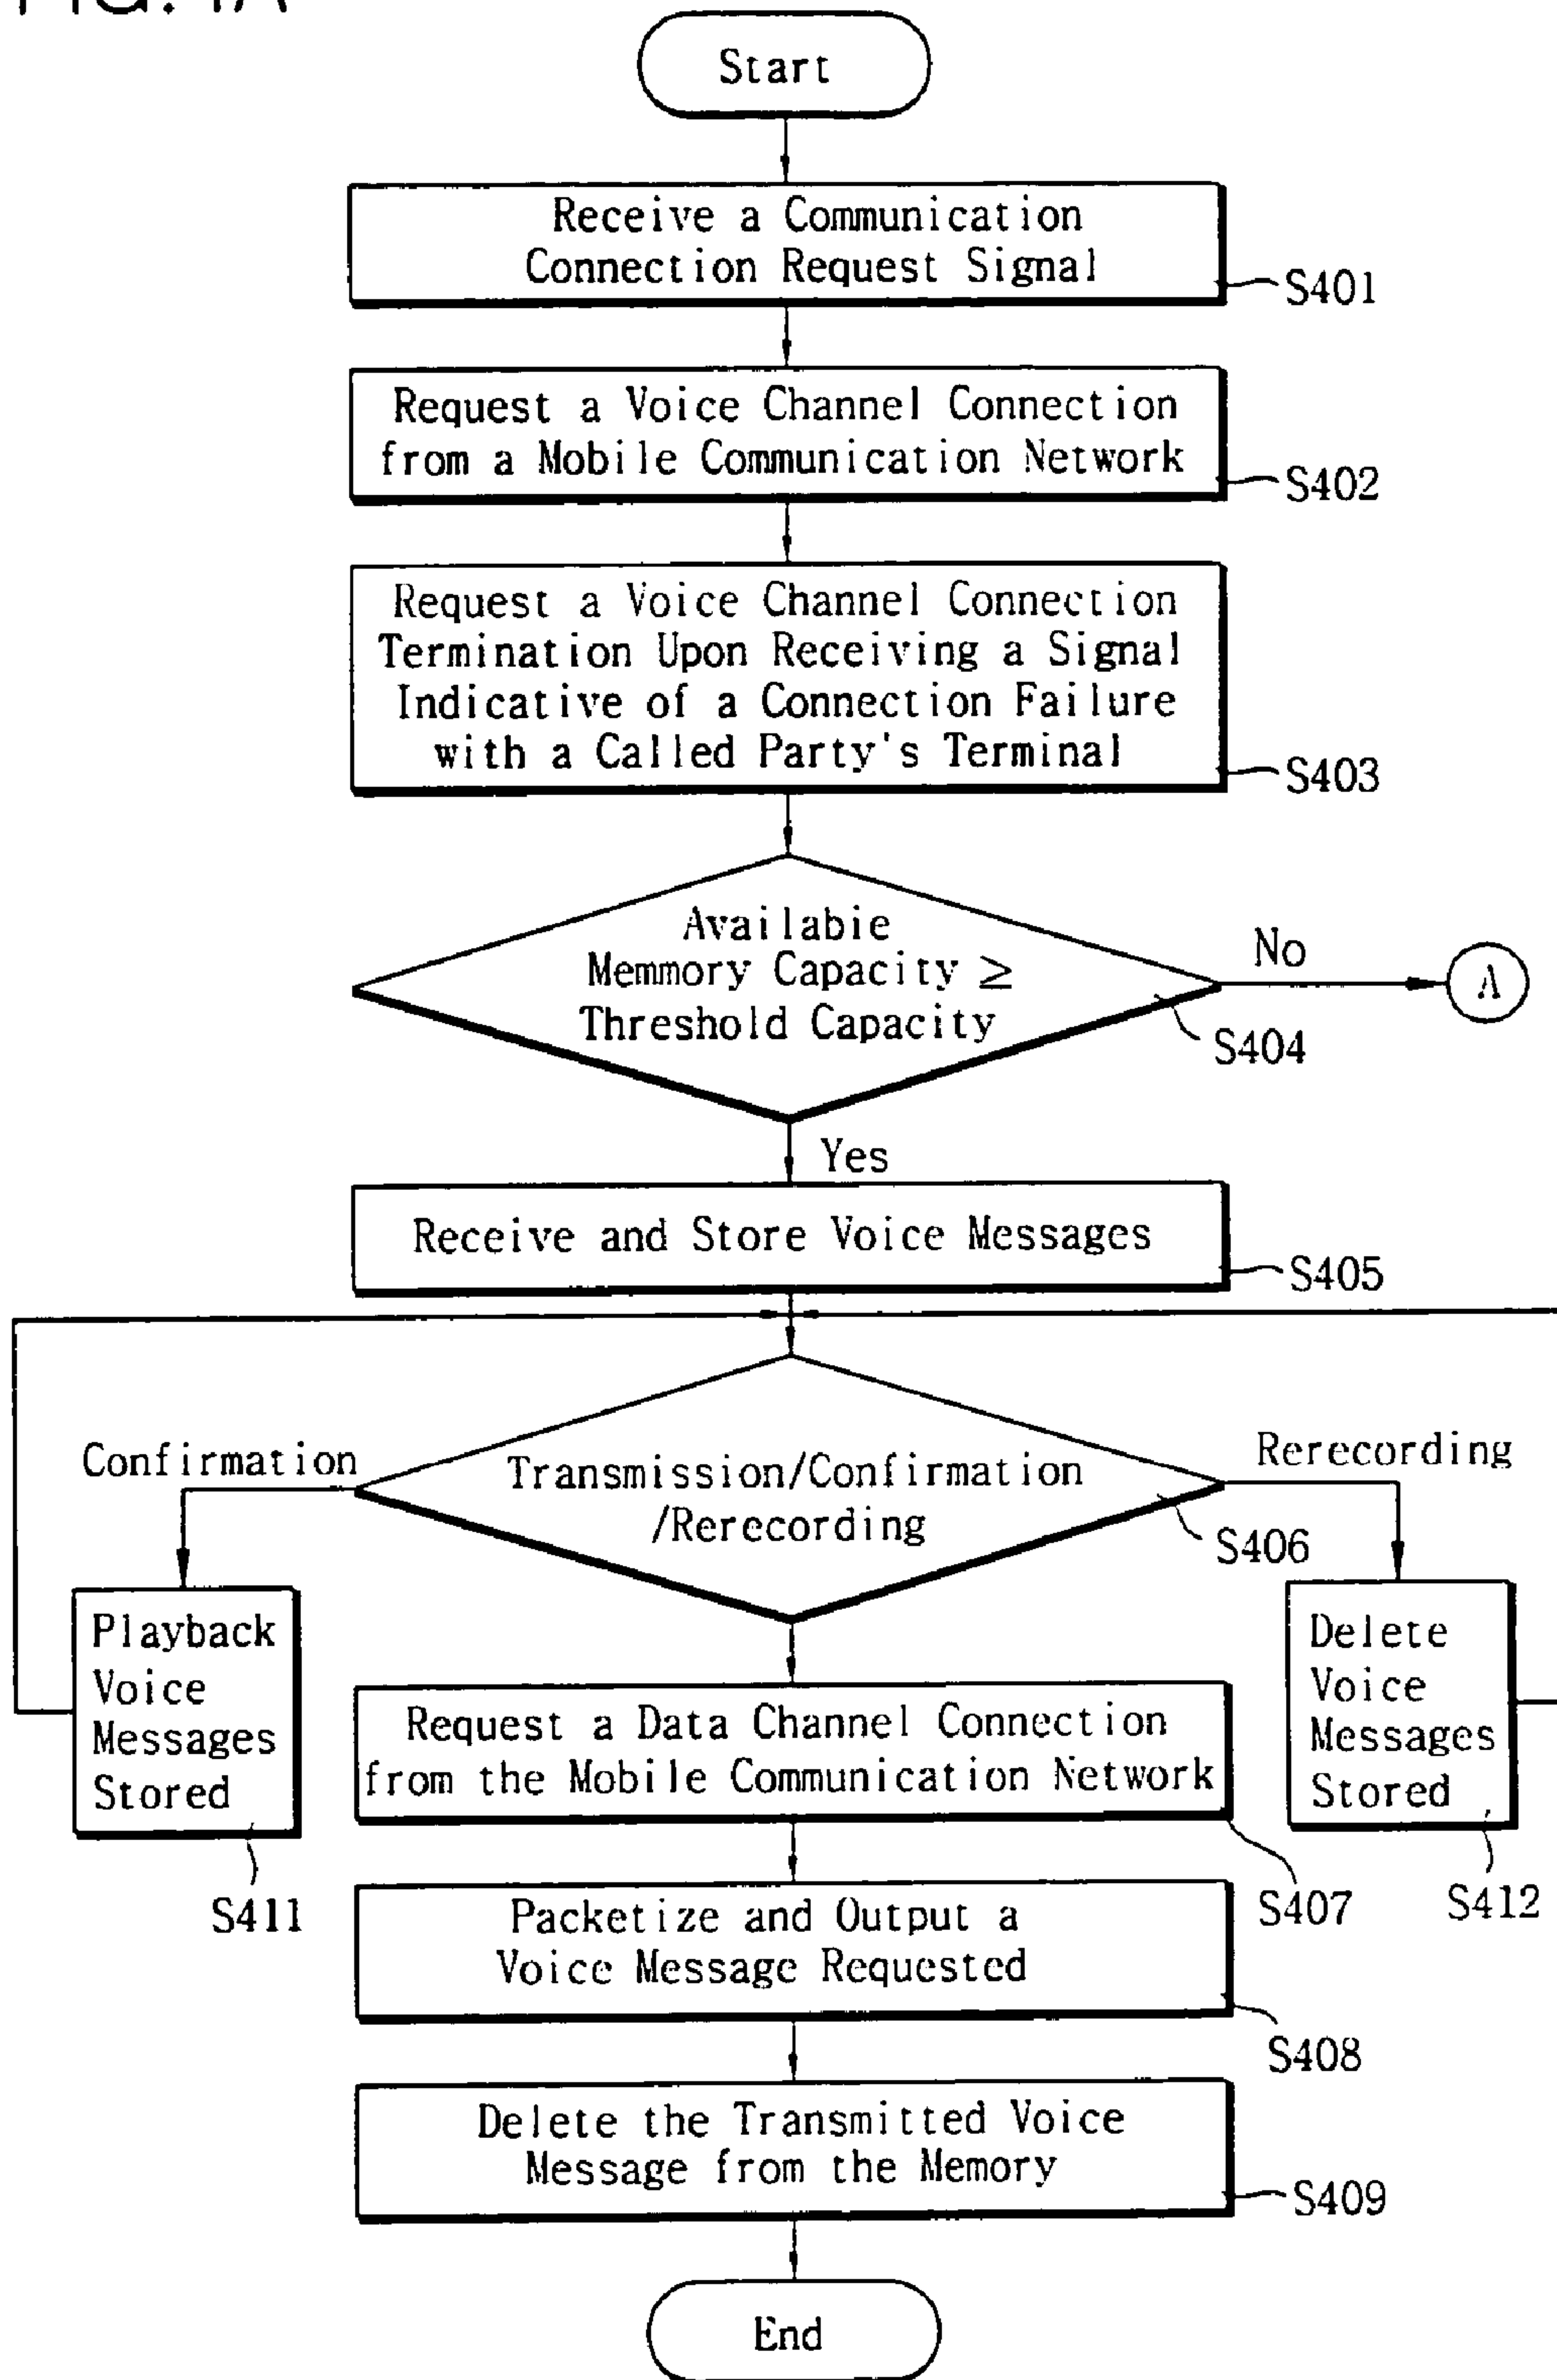 Start
Receive a Communication
Connection Request Signal
S401
Request a Voice Channel Connection
from a Mobile Communication Network
S402
Request a Voice Channel Connection
Termination Upon Receiving a Signal
Indicative of a Connection Failure
with a Called Party's Terminal
S403
Available
Memmory Capacity ≥
Threshold Capacity
No
A
S404
Yes
Receive and Store Voice Messages
S405
Confirmation
Transmission/Confirmation
/Rerecording
Rerecording
S406
Playback
Voice
Messages
Stored
S411
Request a Data Channel Connection
from the Mobile Communication Network
S407
Delete
Voice
Messages
Stored
S412
Packetize and Output a
Voice Message Requested
S408
Delete the Transmitted Voice
Message from the Memory
S409
End